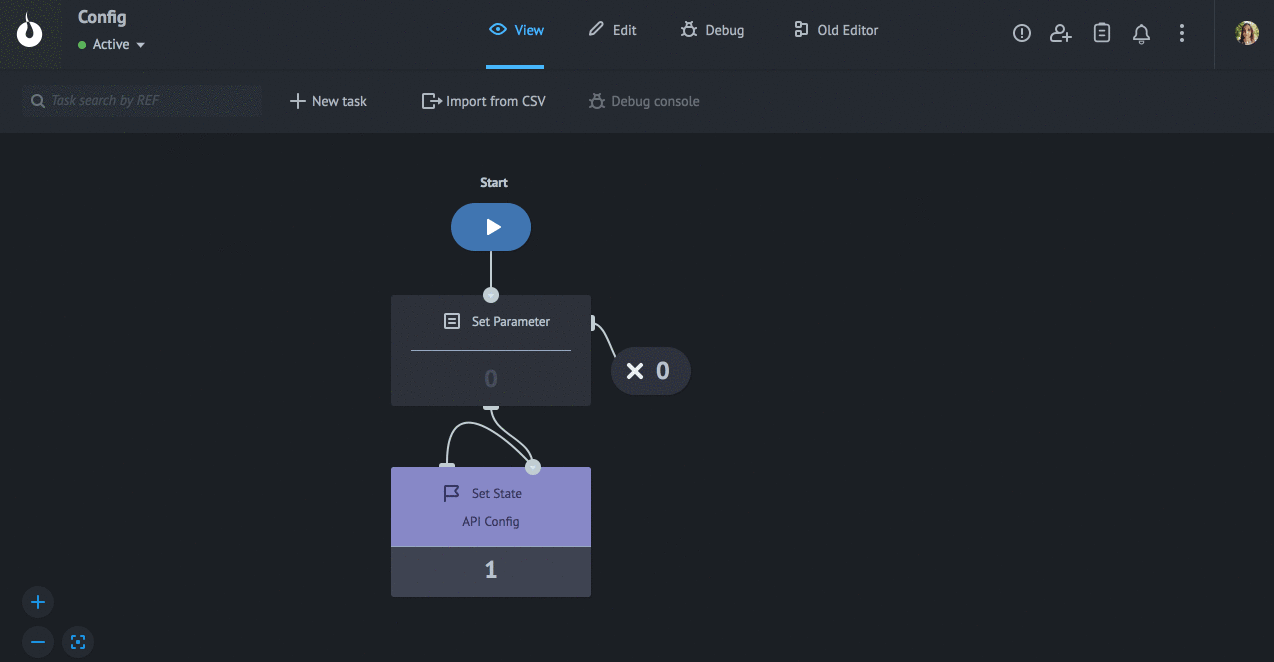 Config
Active
View
Edit
Debug
Old Editor
Task search by REF
New task
Import from CSV
Debug console
Start
Set Parameter
0
0
Set State
API Config
1